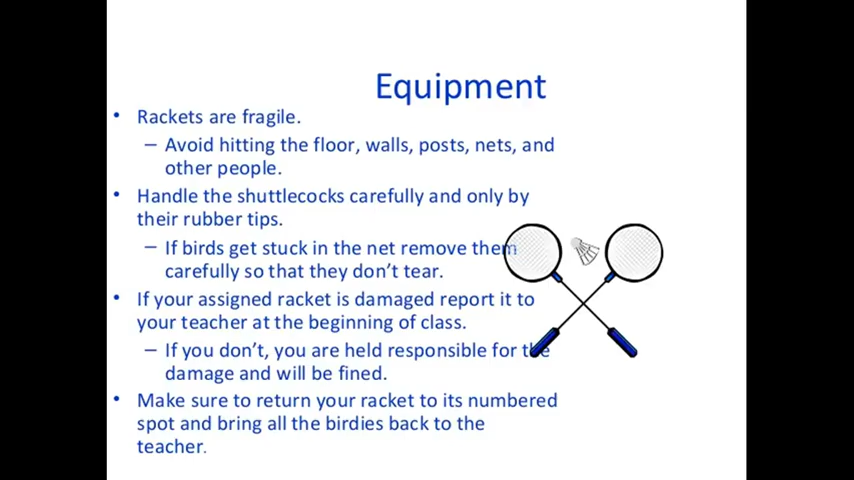 Equipment
• Rackets are fragile.
– Avoid hitting the floor, walls, posts, nets, and
other people.
• Handle the shuttlecocks carefully and only by
their rubber tips.
– If birds get stuck in the net remove them
carefully so that they don't tear.
• If your assigned racket is damaged report it to
your teacher at the beginning of class.
– If you don't, you are held responsible for the
damage and will be fined.
• Make sure to return your racket to its numbered
spot and bring all the birdies back to the
teacher.